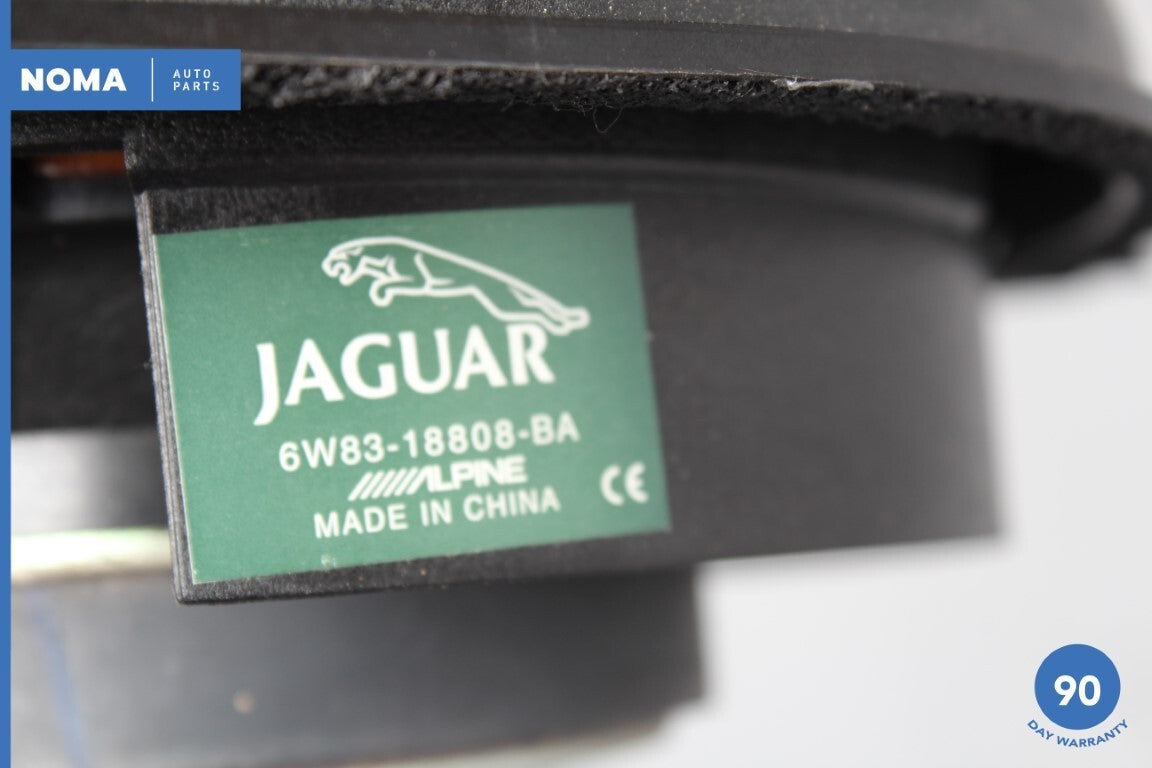 NOMA
AUTO
PARTS
JAGUAR
6W83-18808-BA
ALPINE
MADE IN CHINA
CE
90
DAY WARRANTY